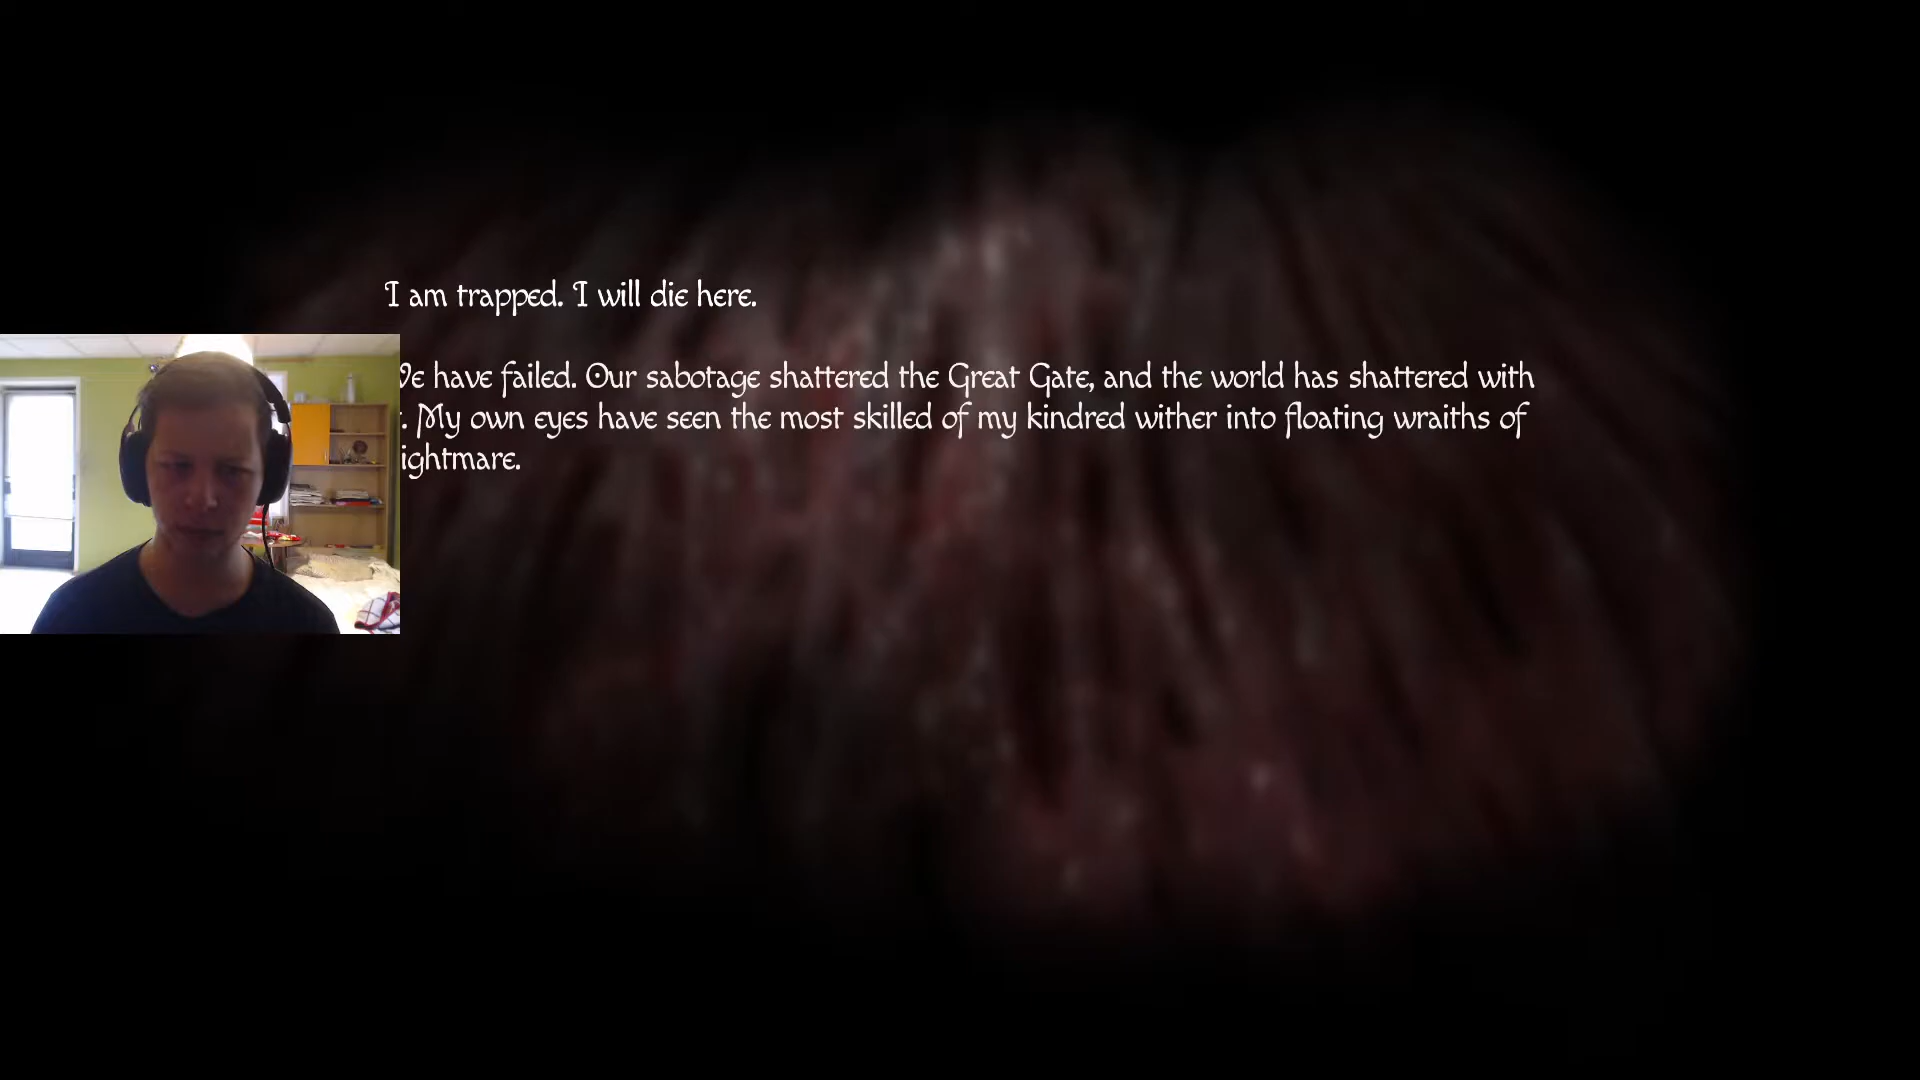 I am trapped. I will die here.
have failed. Our sabotage shattered the Great Gate, and the world has shattered with
. My own eyes have seen the most skilled of my kindred wither into floating wraiths of
ightmare.